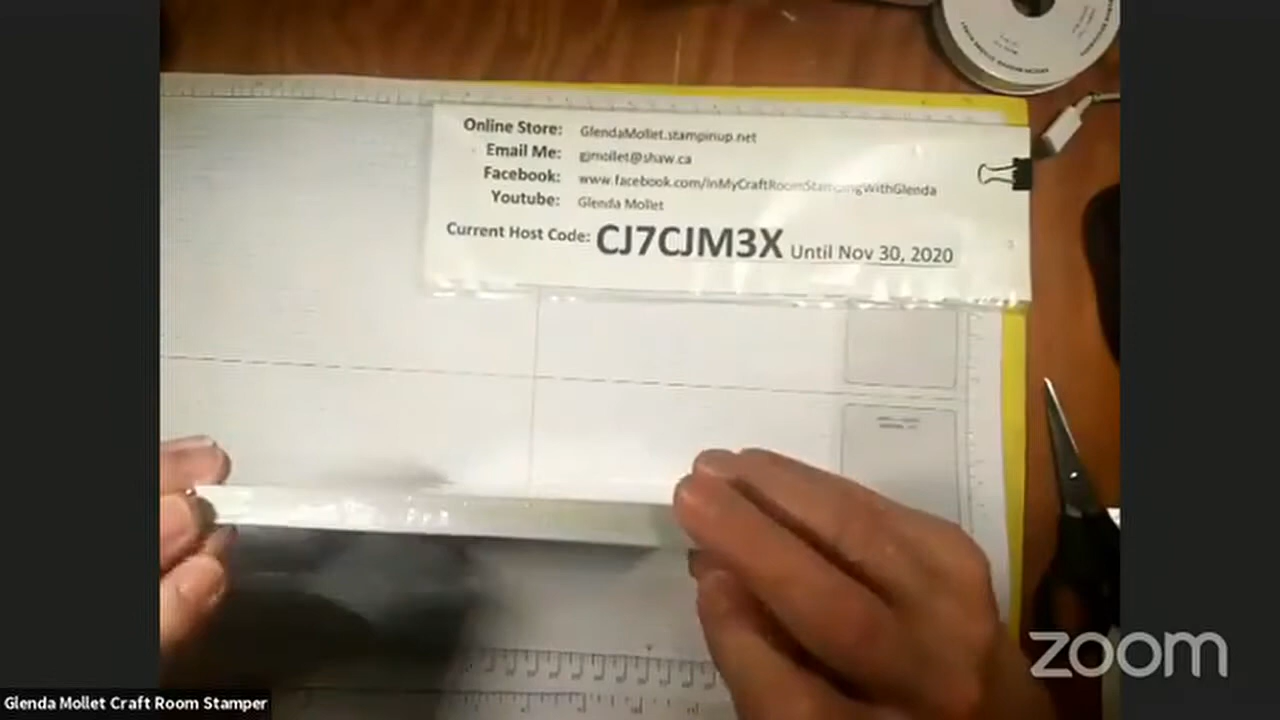 Online Store: GlendaMollet.stampinup.net
Email Me: gjmollet@shaw.ca
Facebook: www.facebook.com/InMyCraftRoomStampingWithGlenda
Youtube: Glenda Mollet
Current Host Code: CJ7CJM3X Until Nov 30, 2020
zoom
Glenda Mollet Craft Room Stamper